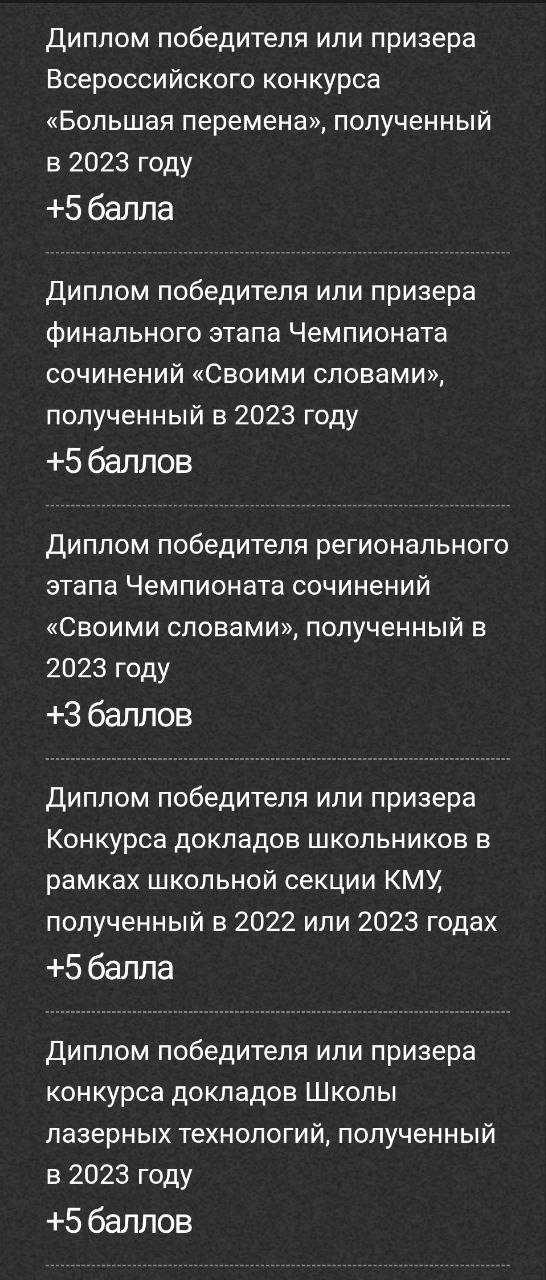 Диплом победителя или призера
Всероссийского конкурса
«Большая перемена», полученный
в 2023 году
+5 балла
Диплом победителя или призера
финального этапа Чемпионата
сочинений «Своими словами»,
полученный в 2023 году
+5 баллов
Диплом победителя регионального
этапа Чемпионата сочинений
«Своими словами», полученный в
2023 году
+3 баллов
Диплом победителя или призера
Конкурса докладов школьников в
рамках школьной секции КМУ,
полученный в 2022 или 2023 годах
+5 балла
Диплом победителя или призера
конкурса докладов Школы
лазерных технологий, полученный
в 2023 году
+5 баллов